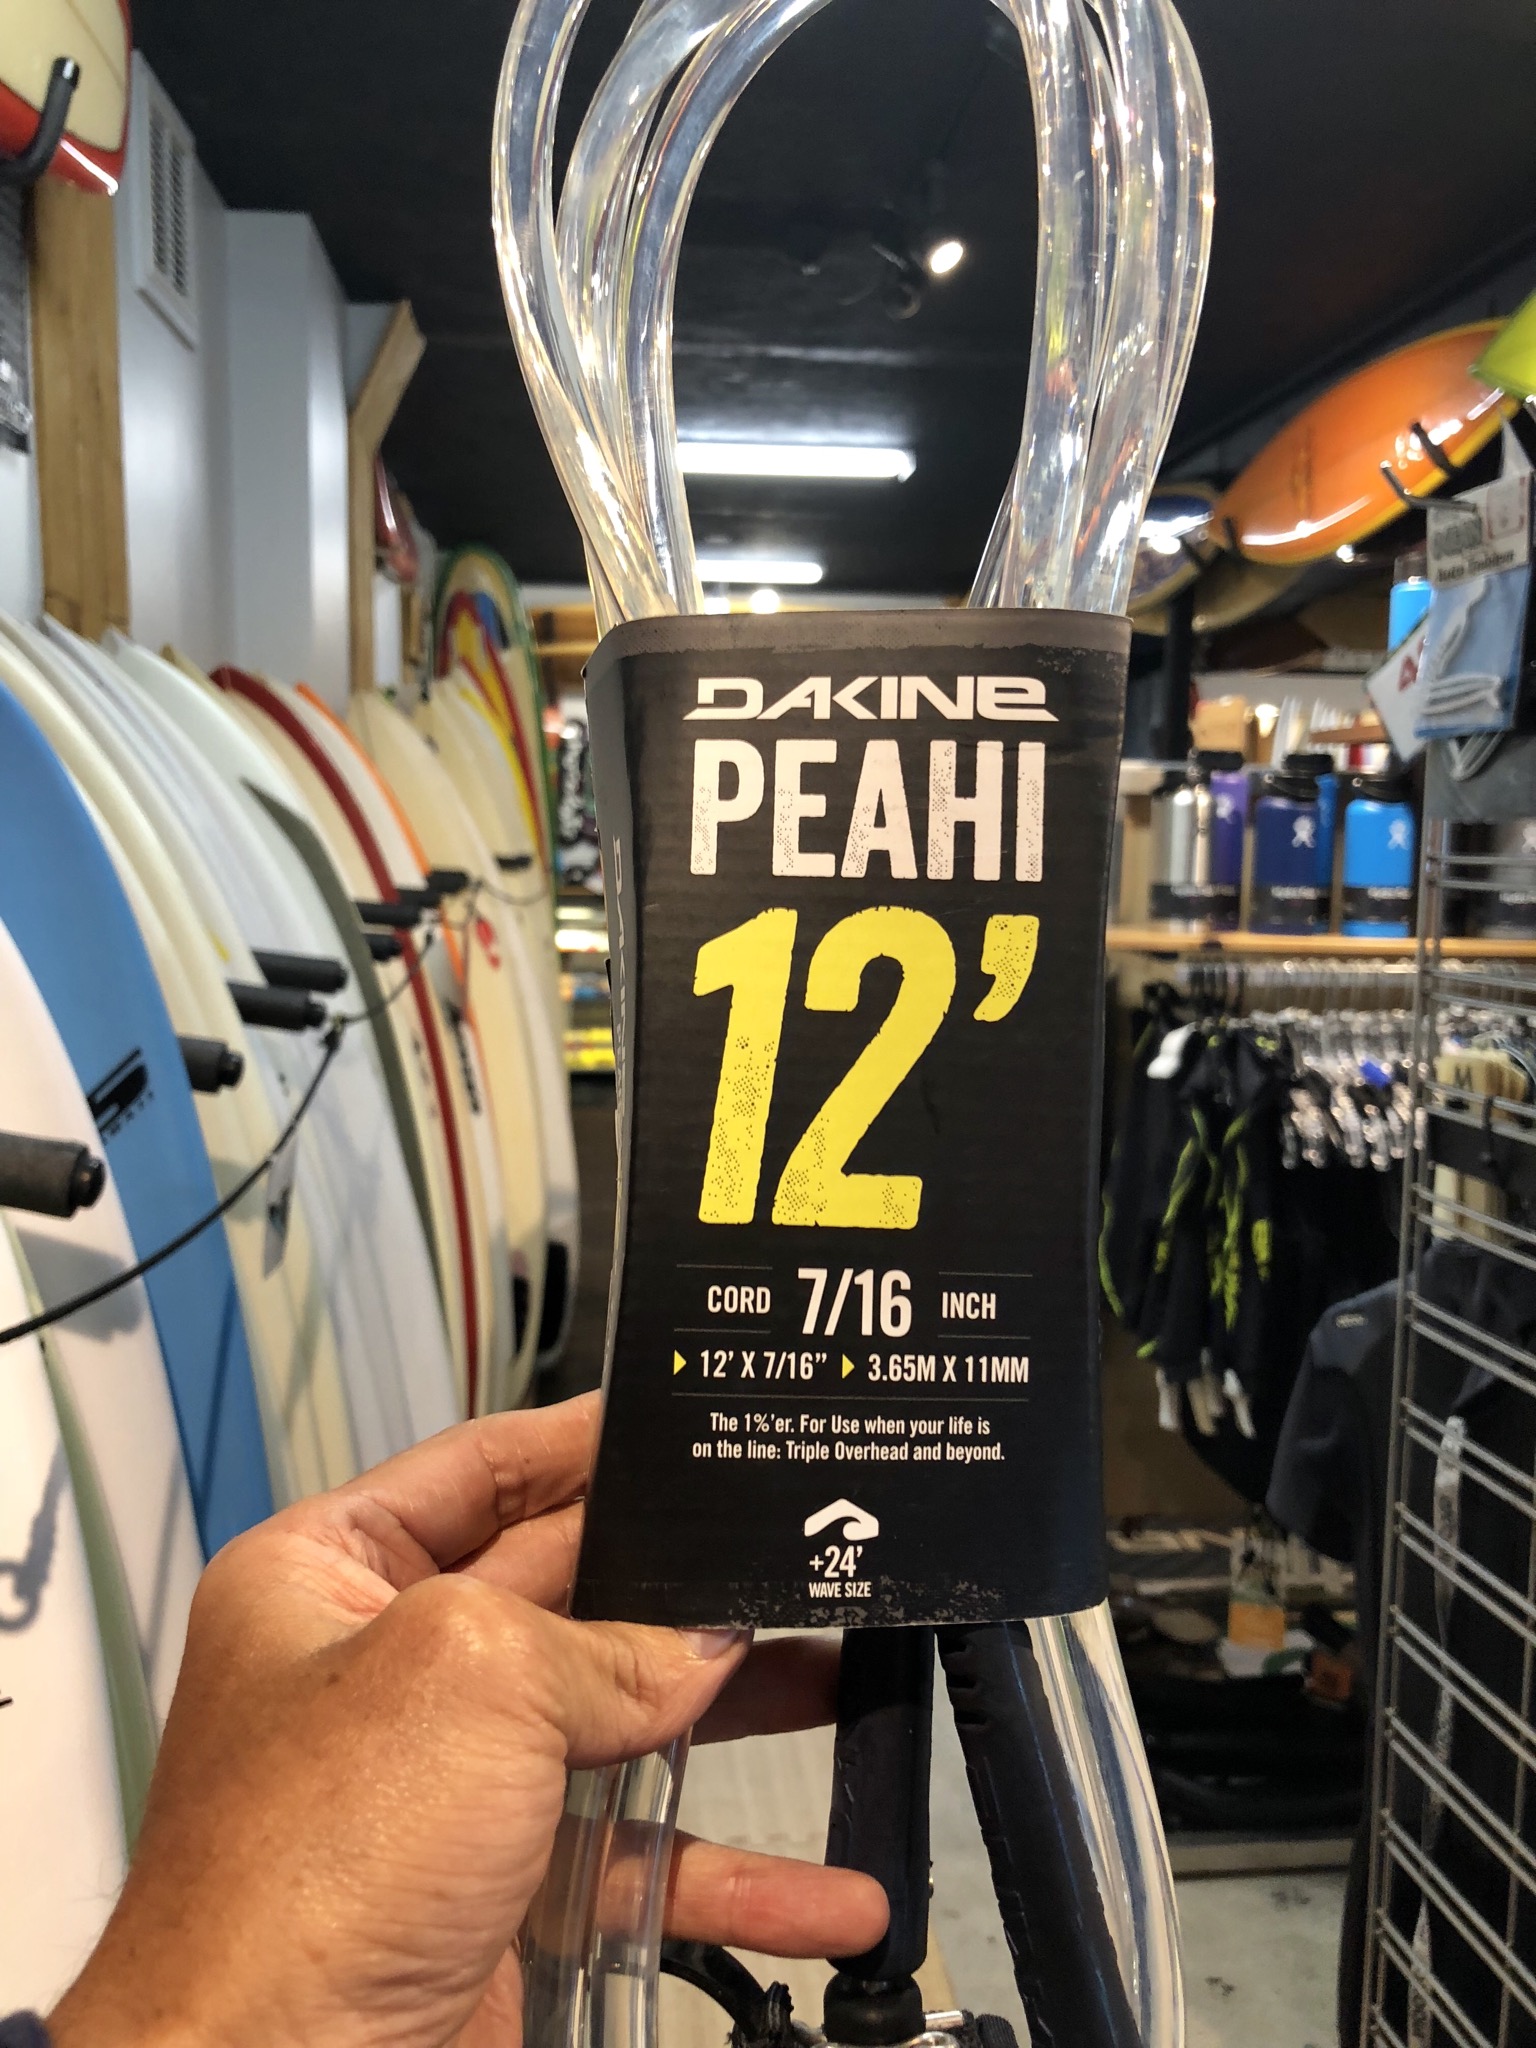 DAKINE
PEAHI
12'
CORD 7/16 INCH
12' X 7/16" 3.65M X 11MM
The 1%'er. For Use when your life is
on the line: Triple Overhead and beyond.
+24'
WAVE SIZE